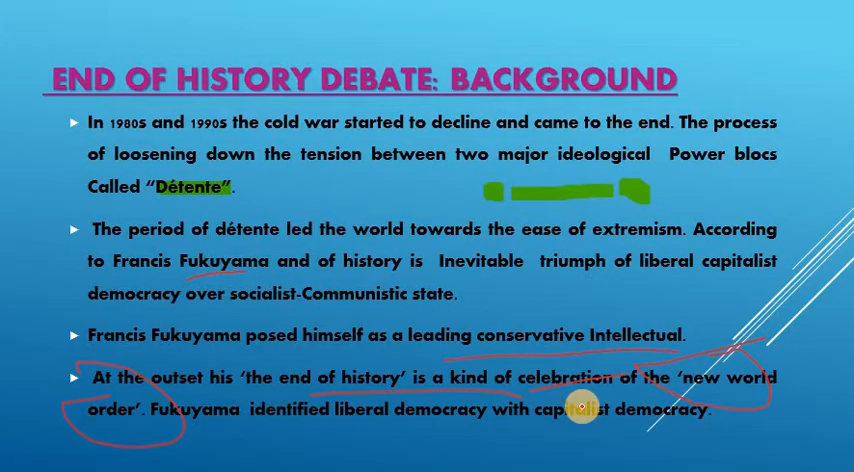 END OF HISTORY DEBATE: BACKGROUND
In 1980s and 1990s the cold war started to decline and came to the end. The process
of loosening down the tension between two major ideological Power blocs
Called “Détente”.
The period of détente led the world towards the ease of extremism. According
to Francis Fukuyama and of history is Inevitable triumph of liberal capitalist
democracy over socialist-Communistic state.
Francis Fukuyama posed himself as a leading conservative Intellectual.
At the outset his ‘the end of history’ is a kind of celebration of the ‘new world
order’. Fukuyama identified liberal democracy with capitalist democracy.